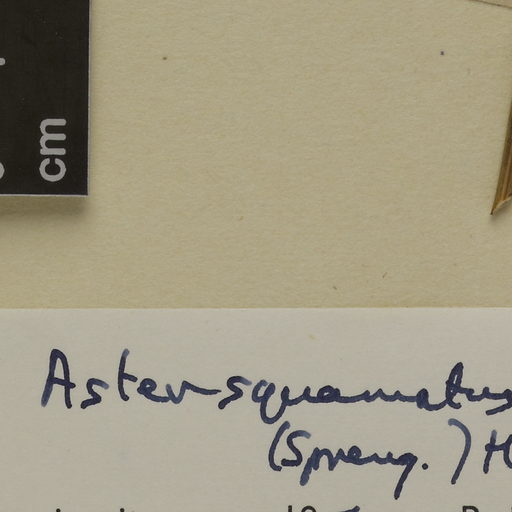 cm
Aster squamatus
(Spreng.) H